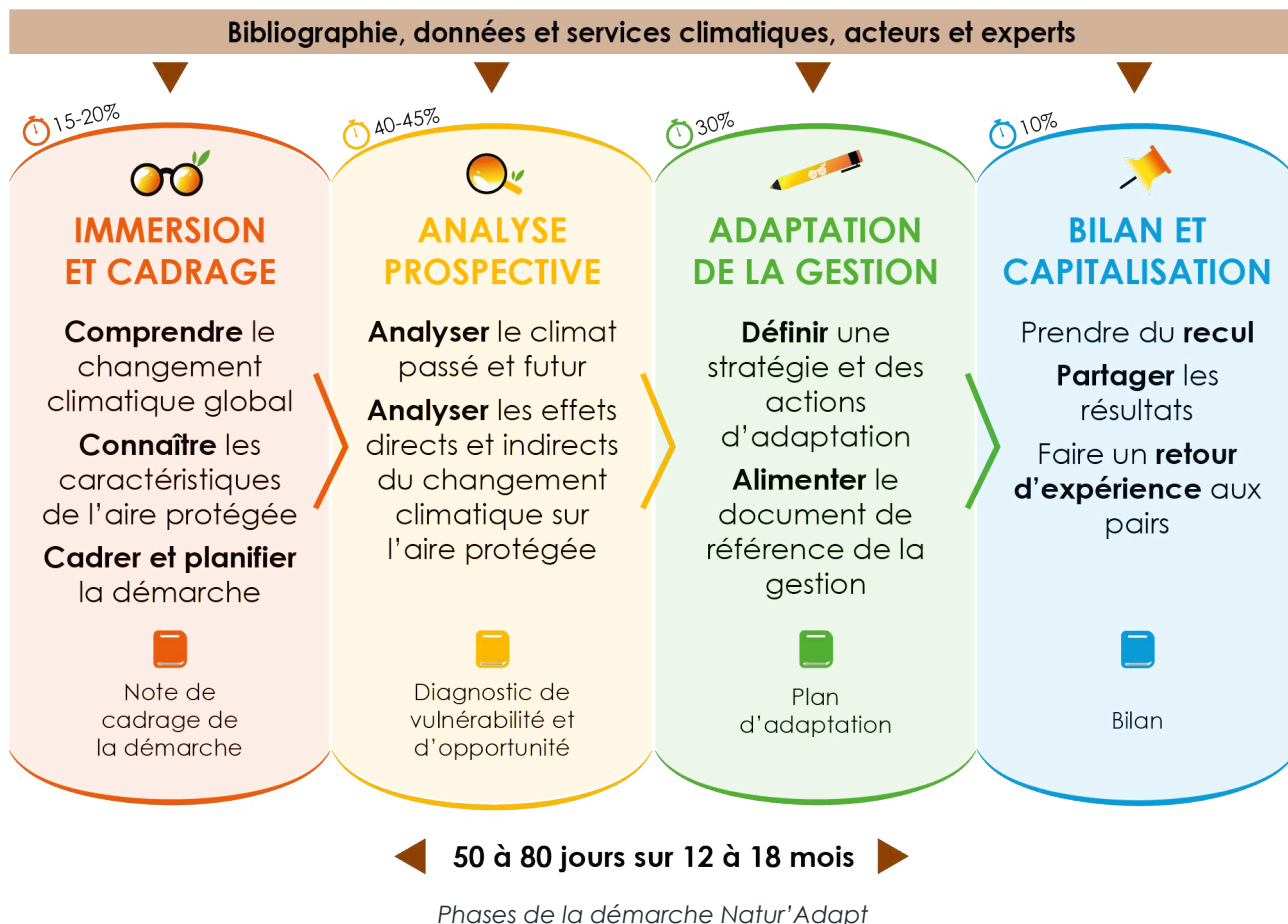 Bibliographie, données et services climatiques, acteurs et experts
15-20%
IMMERSION
ET CADRAGE
Comprendre le
changement
climatique global
Connaître les
caractéristiques
de l’aire protégée
Cadrer et planifier
la démarche
Note de
cadrage de
la démarche
40-45%
ANALYSE
PROSPECTIVE
Analyser le climat
passé et futur
Analyser les effets
directs et indirects
du changement
climatique sur
l’aire protégée
Diagnostic de
vulnérabilité et
d’opportunité
30%
ADAPTATION
DE LA GESTION
Définir une
stratégie et des
actions
d’adaptation
Alimenter le
document de
référence de la
gestion
Plan
d’adaptation
10%
BILAN ET
CAPITALISATION
Prendre du recul
Partager les
résultats
Faire un retour
d’expérience aux
pairs
Bilan
50 à 80 jours sur 12 à 18 mois
Phases de la démarche Natur’Adapt